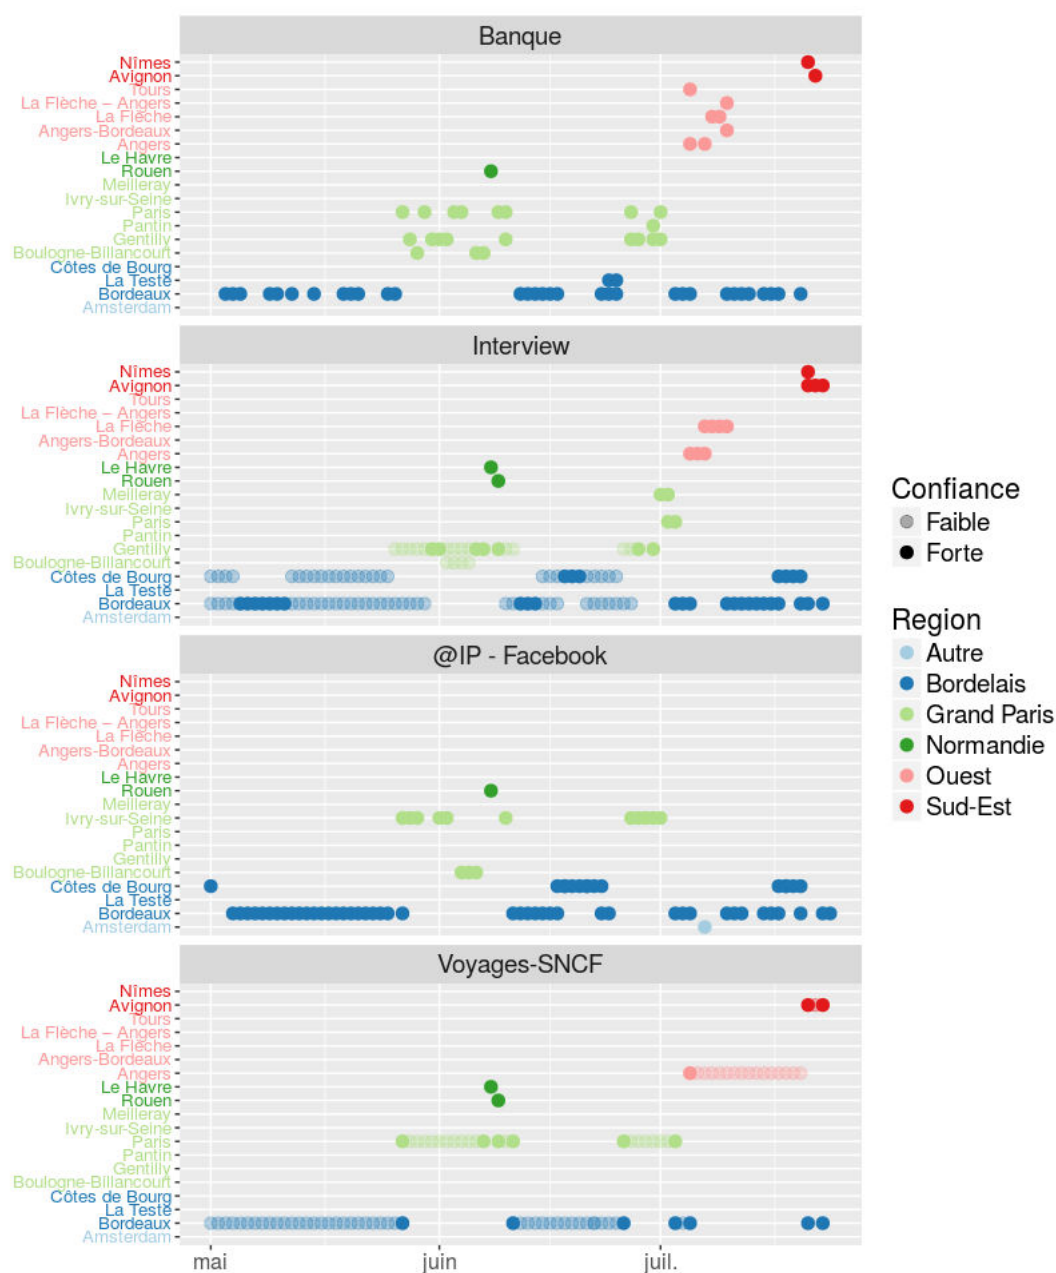 Banque
Nîmes
Avignon
Tours
La Flèche – Angers
La Flèche
Angers-Bordeaux
Angers
Le Hâvre
Rouen
Meilleray
Ivry-sur-Seine
Paris
Pantin
Gentilly
Boulogne-Billancourt
Côtes de Bourg
La Teste
Bordeaux
Amsterdam
Interview
Nîmes
Avignon
Tours
La Flèche – Angers
La Flèche
Angers-Bordeaux
Angers
Le Hâvre
Rouen
Meilleray
Ivry-sur-Seine
Paris
Pantin
Gentilly
Boulogne-Billancourt
Côtes de Bourg
La Teste
Bordeaux
Amsterdam
@IP - Facebook
Nîmes
Avignon
Tours
La Flèche – Angers
La Flèche
Angers-Bordeaux
Angers
Le Hâvre
Rouen
Meilleray
Ivry-sur-Seine
Paris
Pantin
Gentilly
Boulogne-Billancourt
Côtes de Bourg
La Teste
Bordeaux
Amsterdam
Voyages-SNCF
Nîmes
Avignon
Tours
La Flèche – Angers
La Flèche
Angers-Bordeaux
Angers
Le Hâvre
Rouen
Meilleray
Ivry-sur-Seine
Paris
Pantin
Gentilly
Boulogne-Billancourt
Côtes de Bourg
La Teste
Bordeaux
Amsterdam
mai juin juil.
Confiance
Faible
Forte
Region
Autre
Bordelais
Grand Paris
Normandie
Ouest
Sud-Est